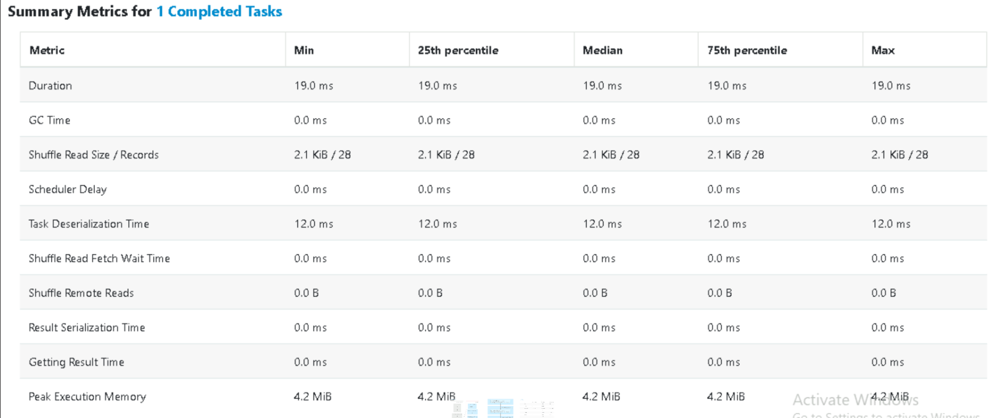 Summary Metrics for 1 Completed Tasks
Metric Min 25th percentile Median 75th percentile Max
Duration 19.0 ms 19.0 ms 19.0 ms 19.0 ms 19.0 ms
GC Time 0.0 ms 0.0 ms 0.0 ms 0.0 ms 0.0 ms
Shuffle Read Size / Records 2.1 KiB / 28 2.1 KiB / 28 2.1 KiB / 28 2.1 KiB / 28 2.1 KiB / 28
Scheduler Delay 0.0 ms 0.0 ms 0.0 ms 0.0 ms 0.0 ms
Task Deserialization Time 12.0 ms 12.0 ms 12.0 ms 12.0 ms 12.0 ms
Shuffle Read Fetch Wait Time 0.0 ms 0.0 ms 0.0 ms 0.0 ms 0.0 ms
Shuffle Remote Reads 0.0 B 0.0 B 0.0 B 0.0 B 0.0 B
Result Serialization Time 0.0 ms 0.0 ms 0.0 ms 0.0 ms 0.0 ms
Getting Result Time 0.0 ms 0.0 ms 0.0 ms 0.0 ms 0.0 ms
Peak Execution Memory 4.2 MiB 4.2 MiB 4.2 MiB 4.2 MiB 4.2 MiB
Activate Windows
Go to Settings to activate Windows